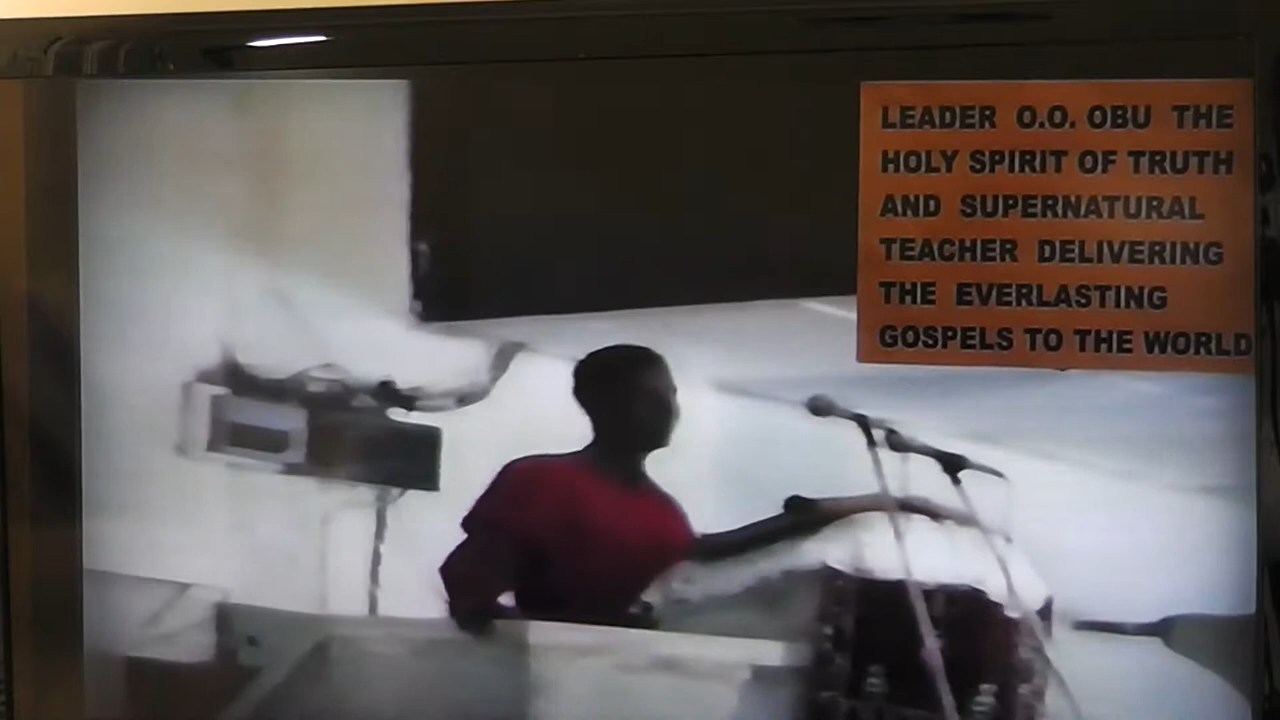 LEADER O.O. OBU THE
HOLY SPIRIT OF TRUTH
AND SUPERNATURAL
TEACHER DELIVERING
THE EVERLASTING
GOSPELS TO THE WORLD